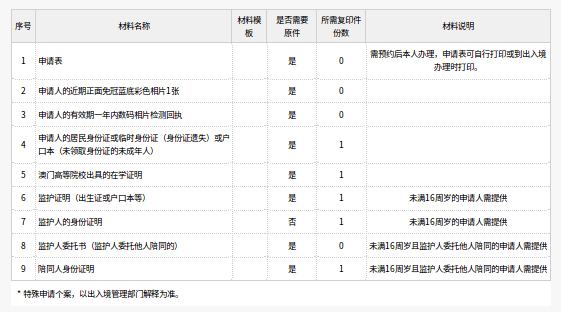 序号 材料名称 材料模板 是否需要原件 所需复印件份数 材料说明
1 申请表 是 0 需预约后本人办理，申请表可自行打印或到出入境办理时打印。
2 申请人的近期正面免冠蓝底彩色相片1张 是 0
3 申请人的有效期一年内数码相片检测回执 是 0
4 申请人的居民身份证或临时身份证（身份证遗失）或户口本（未领取身份证的未成年人） 是 1
5 澳门高等院校出具的在学证明 是 1
6 监护证明（出生证或户口本等） 是 1 未满16周岁的申请人需提供
7 监护人的身份证明 否 1 未满16周岁的申请人需提供
8 监护人委托书（监护人委托他人陪同的） 是 0 未满16周岁且监护人委托他人陪同的申请人需提供
9 陪同人身份证明 是 1 未满16周岁且监护人委托他人陪同的申请人需提供
* 特殊申请个案，以出入境管理部门解释为准。